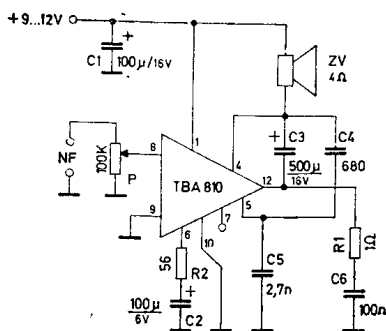 +9...12V
+
C1
100µ/16V
ZV
4Ω
1
4
+
C3
C4
500µ
16V
680
NF
100K
P
8
TBA 810
12
9
6
10
7
5
56
R2
+
100µ
6V
C2
C5
2,7n
R1
1Ω
C6
100n